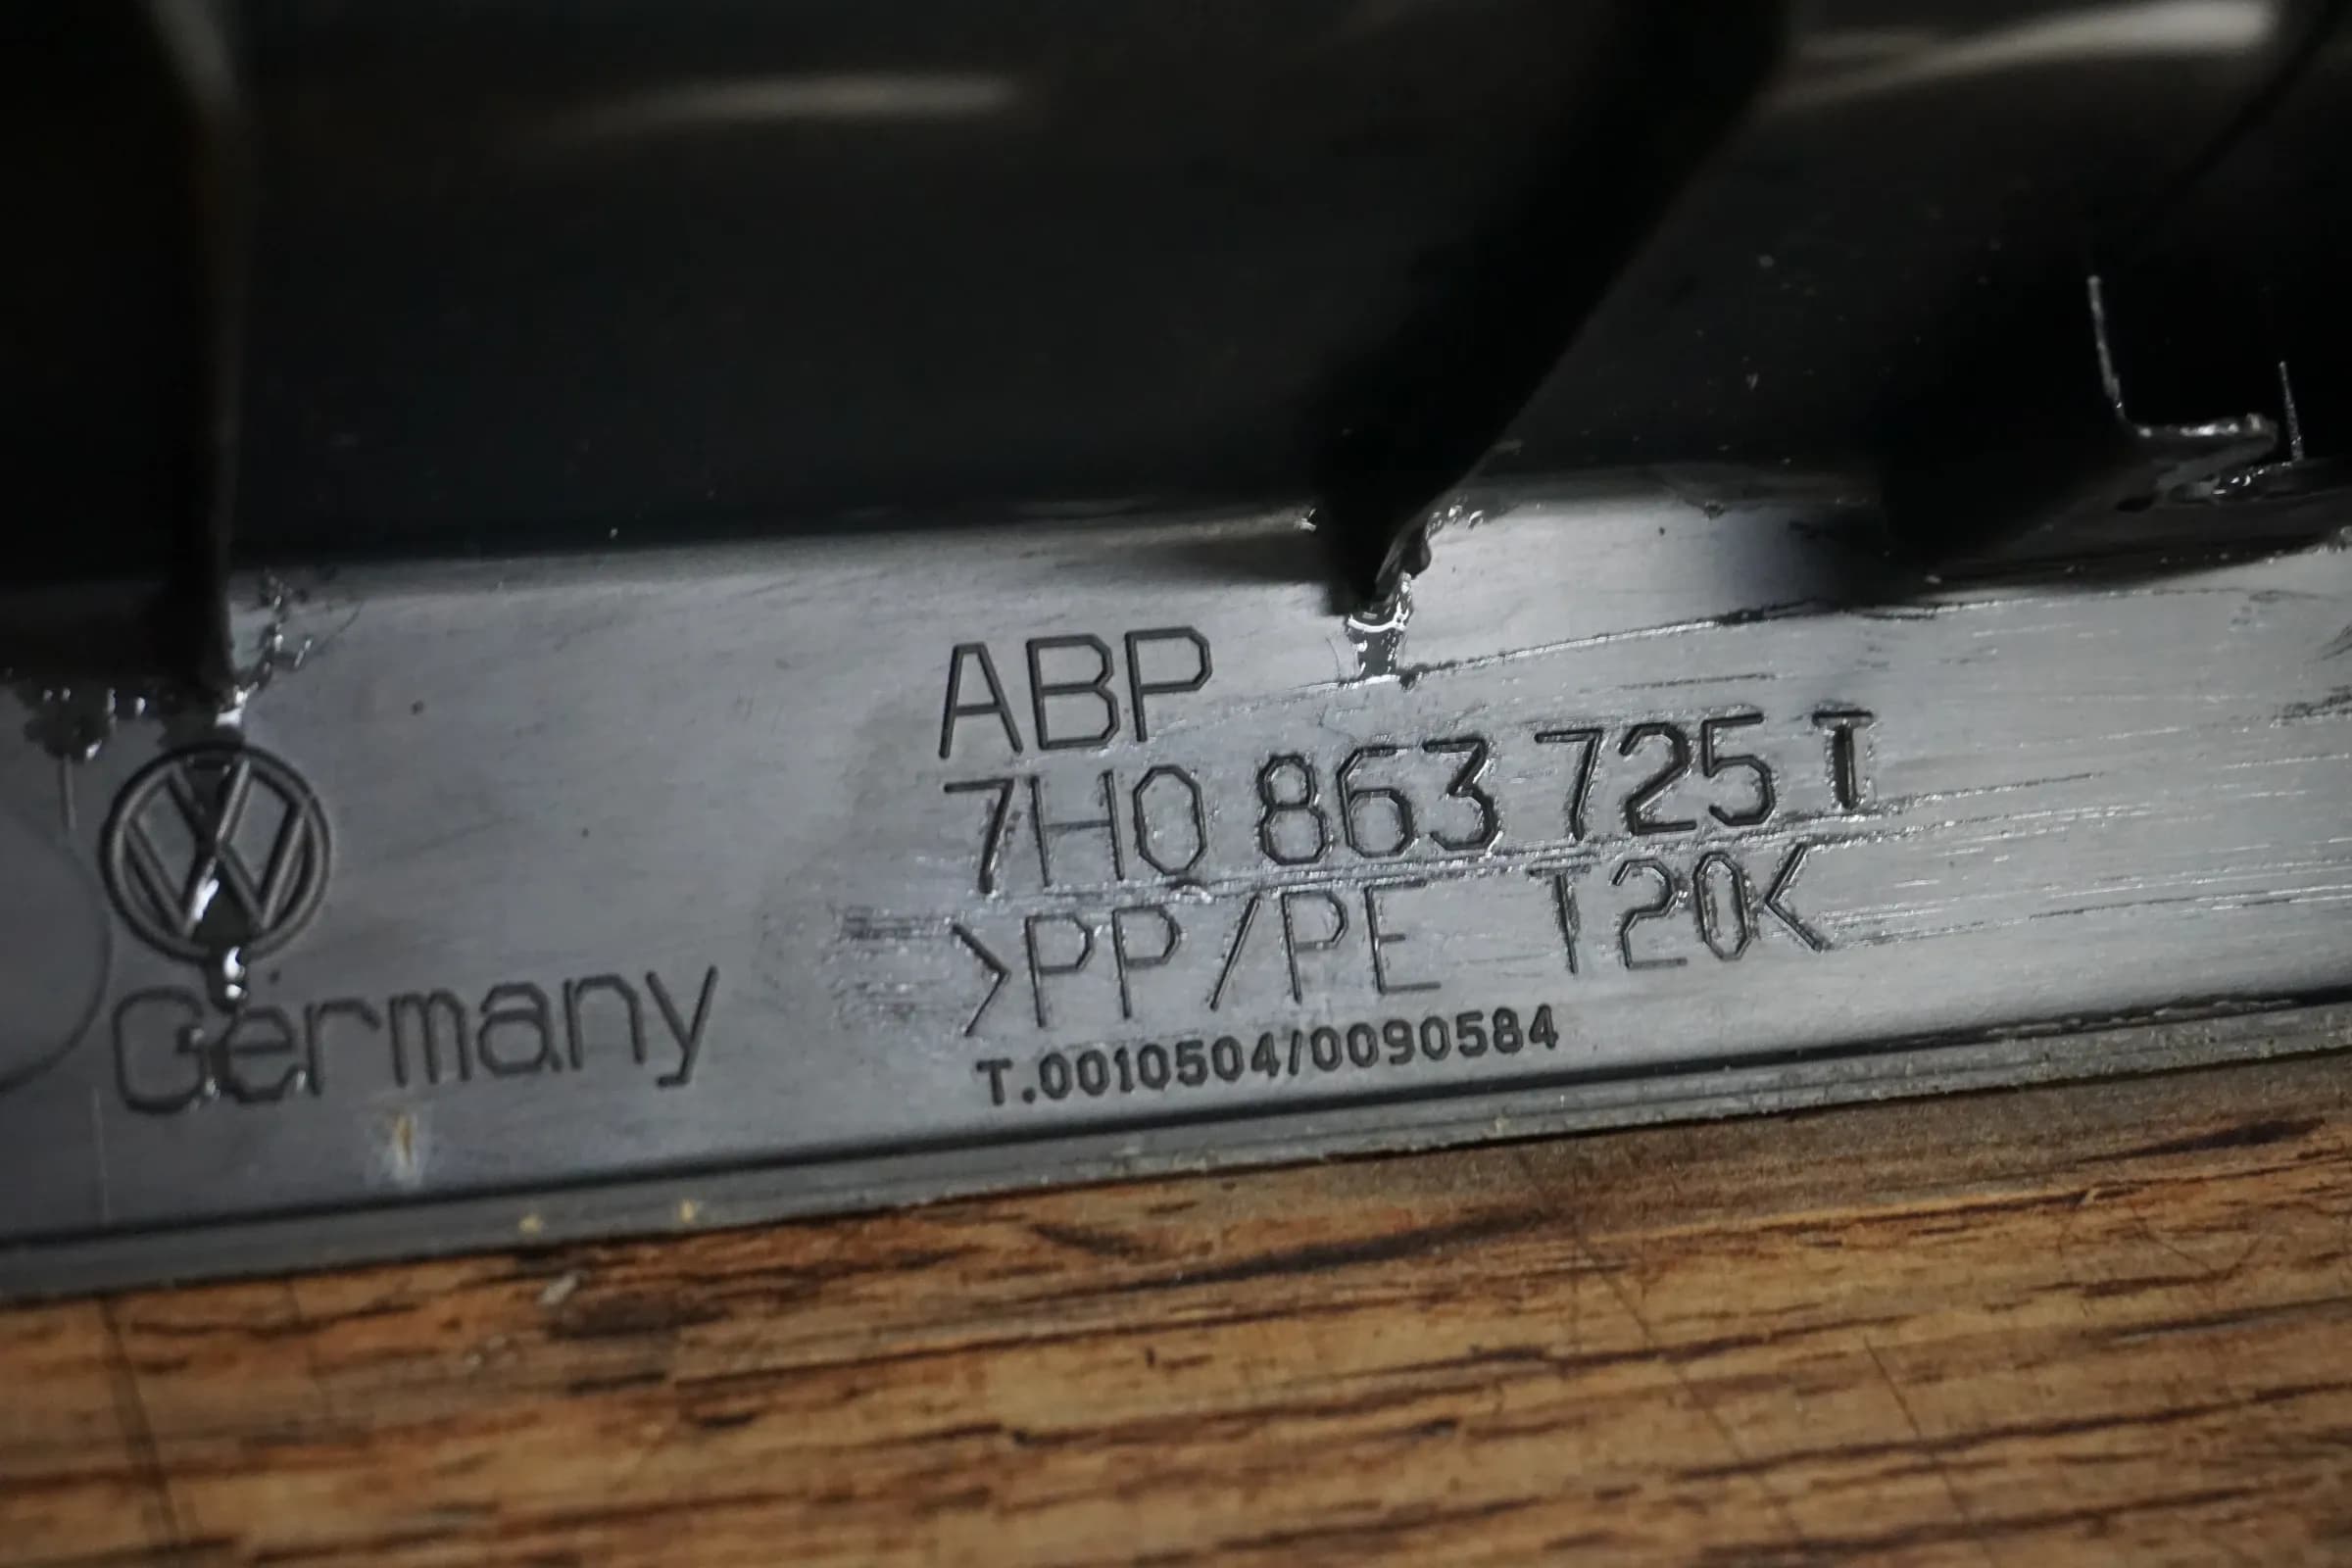 ABP
7H0 863 725 T
>PP/PE T20<
T.0010504/0090584
Germany